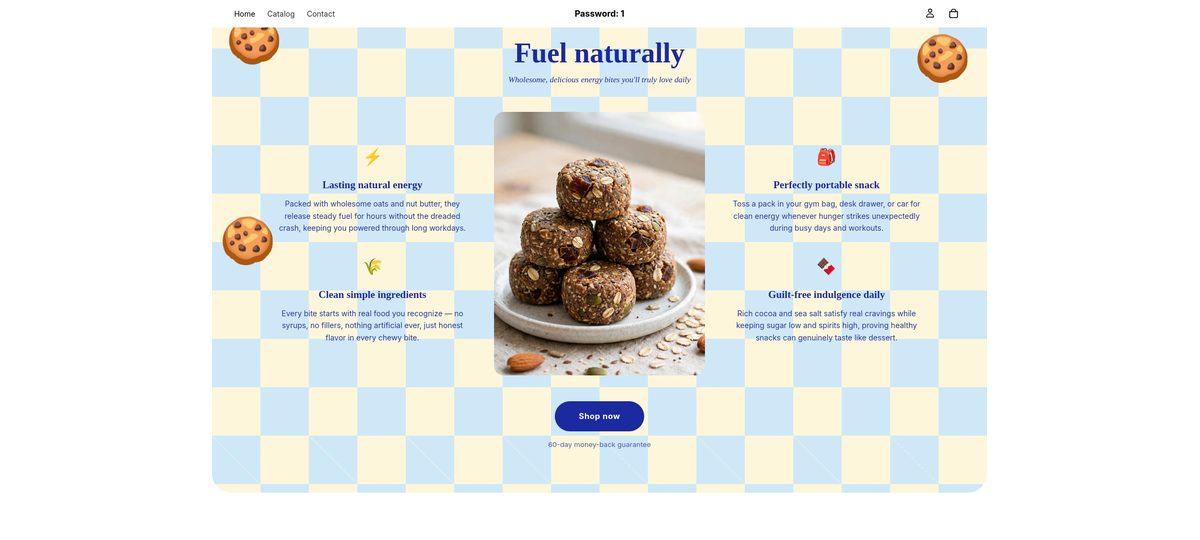 Home Catalog Contact
Password: 1
Fuel naturally
Wholesome, delicious energy bites you'll truly love daily
Lasting natural energy
Packed with wholesome oats and nut butter, they
release steady fuel for hours without the dreaded
crash, keeping you powered through long workdays.
Clean simple ingredients
Every bite starts with real food you recognize — no
syrups, no fillers, nothing artificial ever, just honest
flavor in every chewy bite.
Perfectly portable snack
Toss a pack in your gym bag, desk drawer, or car for
clean energy whenever hunger strikes unexpectedly
during busy days and workouts.
Guilt-free indulgence daily
Rich cocoa and sea salt satisfy real cravings while
keeping sugar low and spirits high, proving healthy
snacks can genuinely taste like dessert.
Shop now
60-day money-back guarantee